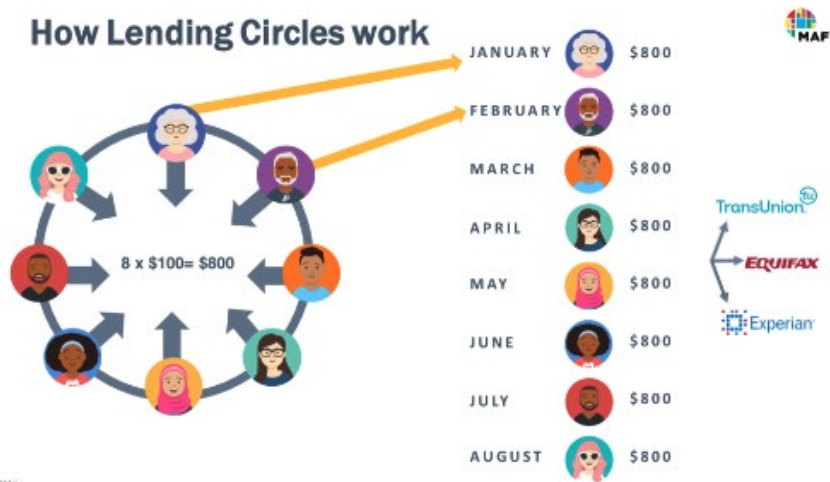 How Lending Circles work
MAF
8 x $100= $800
JANUARY $800
FEBRUARY $800
MARCH $800
APRIL $800
MAY $800
JUNE $800
JULY $800
AUGUST $800
TransUnion
EQUIFAX
Experian